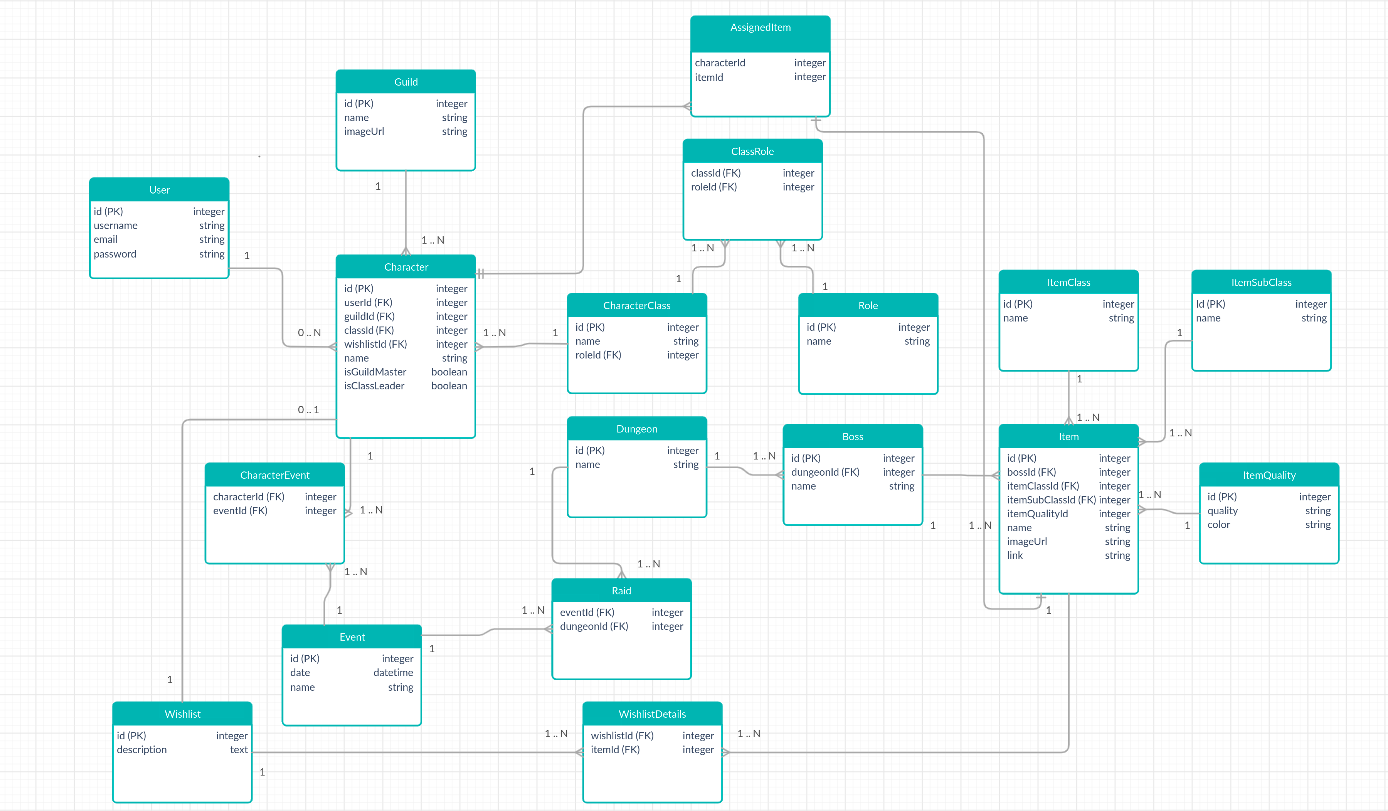 AssignedItem
characterId integer
itemId integer
Guild
id (PK) integer
name string
imageUrl string
1
1 .. N
ClassRole
classId (FK) integer
roleId (FK) integer
1 .. N
1 .. N
1
1
User
id (PK) integer
username string
email string
password string
1
0 .. N
Character
id (PK) integer
userId (FK) integer
guildId (FK) integer
classId (FK) integer
wishlistId (FK) integer
name string
isGuildMaster boolean
isClassLeader boolean
1 .. N
1
0 .. 1
1
CharacterClass
id (PK) integer
name string
roleId (FK) integer
Role
id (PK) integer
name string
ItemClass
id (PK) integer
name string
1
1 .. N
ItemSubClass
Id (PK) integer
name string
1
1 .. N
Dungeon
id (PK) integer
name string
1
1 .. N
1
1 .. N
Boss
id (PK) integer
dungeonId (FK) integer
name string
1
1 .. N
Item
id (PK) integer
bossId (FK) integer
itemClassId (FK) integer
itemSubClassId (FK) integer
itemQualityId integer
name string
imageUrl string
link string
1 .. N
1
1
ItemQuality
id (PK) integer
quality string
color string
CharacterEvent
characterId (FK) integer
eventId (FK) integer
1 .. N
1 .. N
1
Raid
eventId (FK) integer
dungeonId (FK) integer
1 .. N
1
Event
id (PK) integer
date datetime
name string
1
Wishlist
id (PK) integer
description text
1
1 .. N
WishlistDetails
wishlistId (FK) integer
itemId (FK) integer
1 .. N